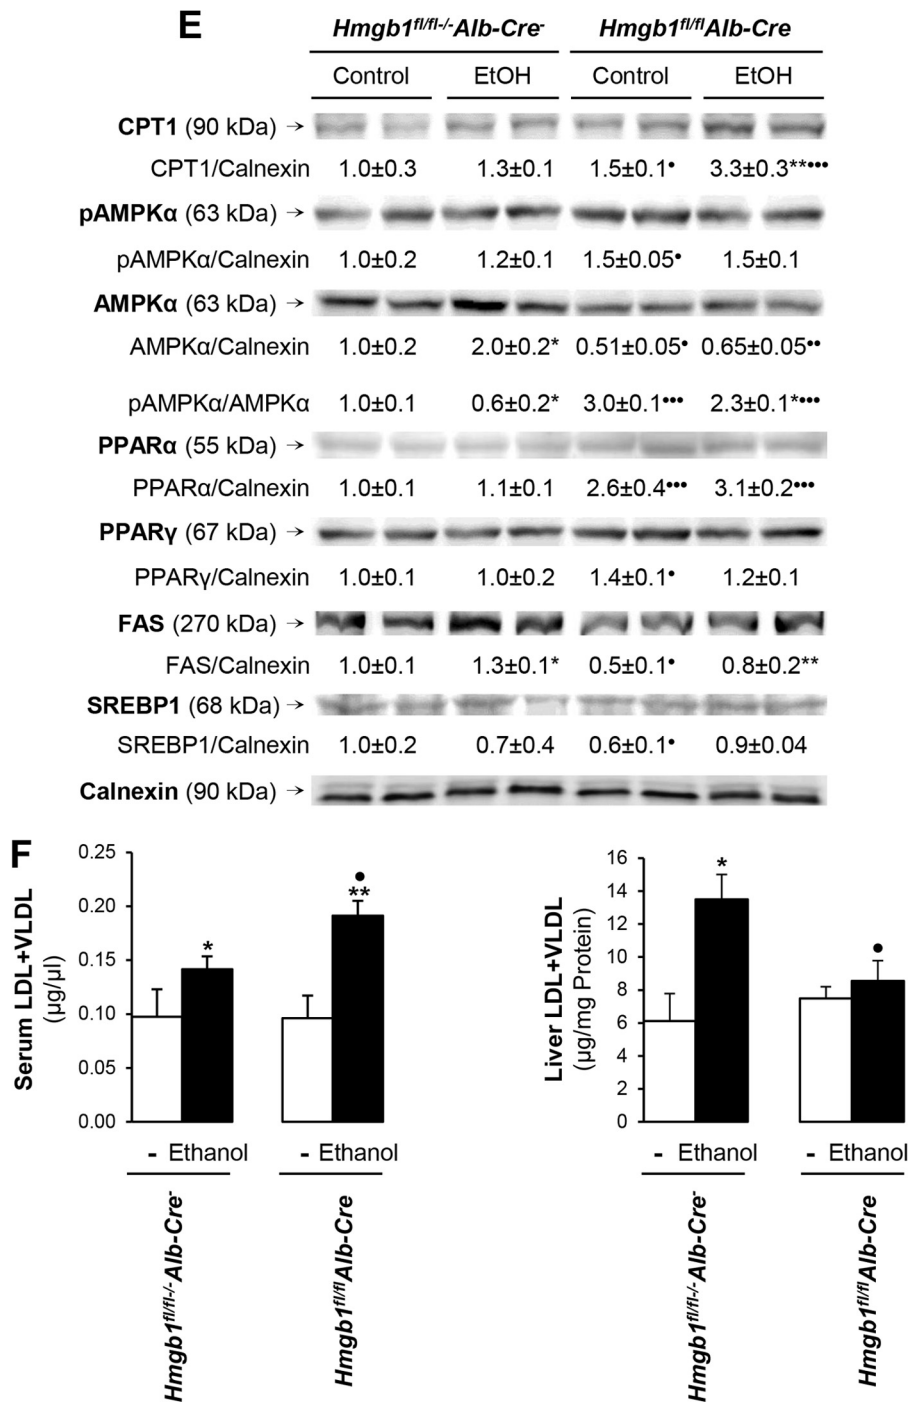 E
Hmgb1fl/fl-/-Alb-Cre- Hmgb1fl/flAlb-Cre
Control EtOH Control EtOH
CPT1 (90 kDa) →
CPT1/Calnexin 1.0±0.3 1.3±0.1 1.5±0.1• 3.3±0.3**•••
pAMPKα (63 kDa) →
pAMPKα/Calnexin 1.0±0.2 1.2±0.1 1.5±0.05• 1.5±0.1
AMPKα (63 kDa) →
AMPKα/Calnexin 1.0±0.2 2.0±0.2* 0.51±0.05• 0.65±0.05••
pAMPKα/AMPKα 1.0±0.1 0.6±0.2* 3.0±0.1••• 2.3±0.1*•••
PPARα (55 kDa) →
PPARα/Calnexin 1.0±0.1 1.1±0.1 2.6±0.4••• 3.1±0.2•••
PPARγ (67 kDa) →
PPARγ/Calnexin 1.0±0.1 1.0±0.2 1.4±0.1• 1.2±0.1
FAS (270 kDa) →
FAS/Calnexin 1.0±0.1 1.3±0.1* 0.5±0.1• 0.8±0.2**
SREBP1 (68 kDa) →
SREBP1/Calnexin 1.0±0.2 0.7±0.4 0.6±0.1• 0.9±0.04
Calnexin (90 kDa) →
F
Serum LDL+VLDL
(µg/µl)
0.25
0.20
0.15
0.10
0.05
0.00
*
•
**
- Ethanol - Ethanol
Hmgb1fl/fl-/-Alb-Cre-
Hmgb1fl/flAlb-Cre
Liver LDL+VLDL
(µg/mg Protein)
16
14
12
10
8
6
4
2
0
*
•
- Ethanol - Ethanol
Hmgb1fl/fl-/-Alb-Cre-
Hmgb1fl/flAlb-Cre